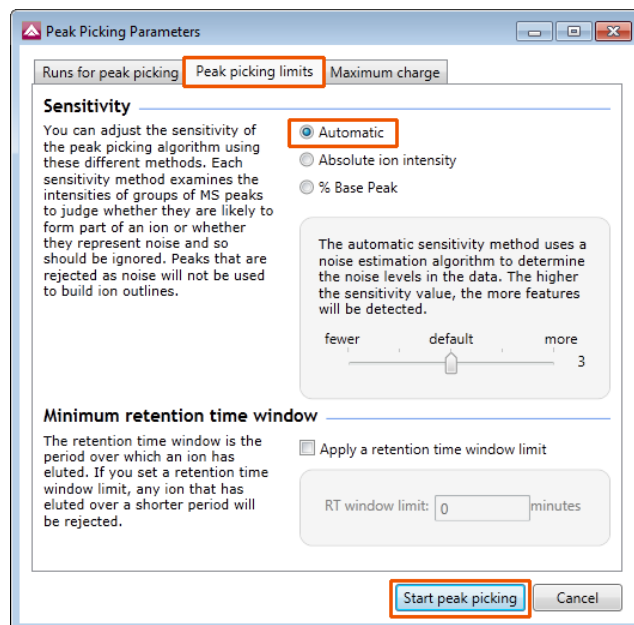 Peak Picking Parameters
Runs for peak picking Peak picking limits Maximum charge
Sensitivity
You can adjust the sensitivity of
the peak picking algorithm using
these different methods. Each
sensitivity method examines the
intensities of groups of MS peaks
to judge whether they are likely to
form part of an ion or whether
they represent noise and so
should be ignored. Peaks that are
rejected as noise will not be used
to build ion outlines.
Automatic
Absolute ion intensity
% Base Peak
The automatic sensitivity method uses a
noise estimation algorithm to determine
the noise levels in the data. The higher
the sensitivity value, the more features
will be detected.
fewer default more
3
Minimum retention time window
The retention time window is the
period over which an ion has
eluted. If you set a retention time
window limit, any ion that has
eluted over a shorter period will
be rejected.
Apply a retention time window limit
RT window limit: 0 minutes
Start peak picking Cancel